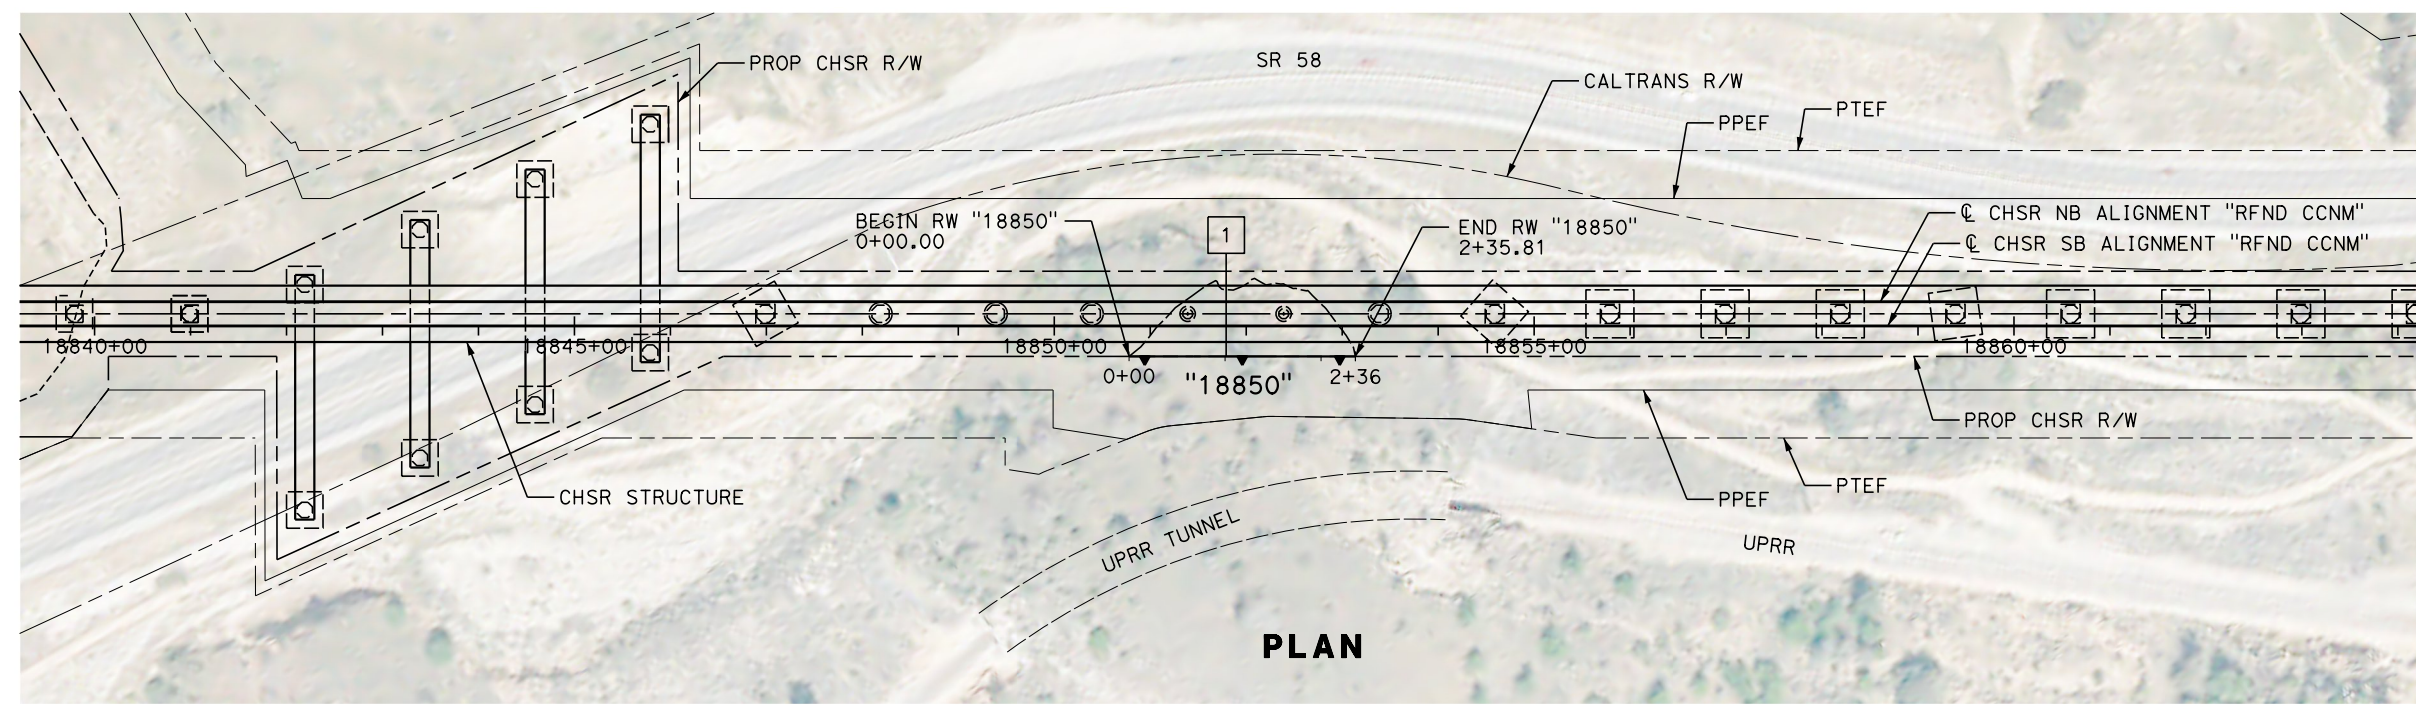 SR 58
PROP CHSR R/W
CALTRANS R/W
PTEF
PPEF
BEGIN RW "18850"
0+00.00
1
END RW "18850"
2+35.81
℄ CHSR NB ALIGNMENT "RFND CCNM"
℄ CHSR SB ALIGNMENT "RFND CCNM"
18840+00
18845+00
18850+00
18855+00
18860+00
0+00
"18850"
2+36
PROP CHSR R/W
CHSR STRUCTURE
PPEF
PTEF
UPRR TUNNEL
UPRR
PLAN